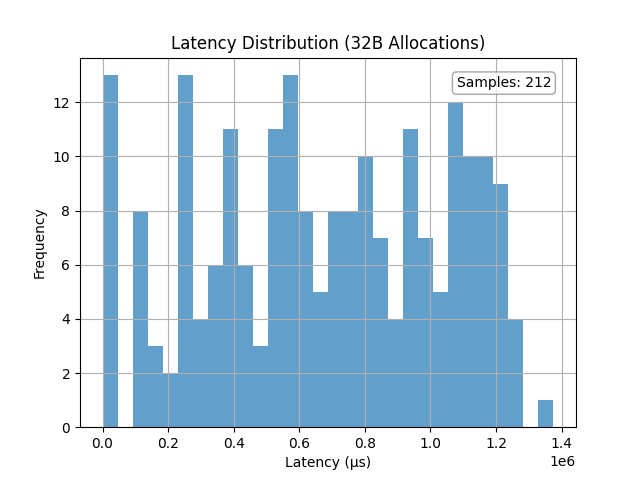 Latency Distribution (32B Allocations)
Samples: 212
Frequency
12
10
8
6
4
2
0
0.0 0.2 0.4 0.6 0.8 1.0 1.2 1.4
1e6
Latency (μs)